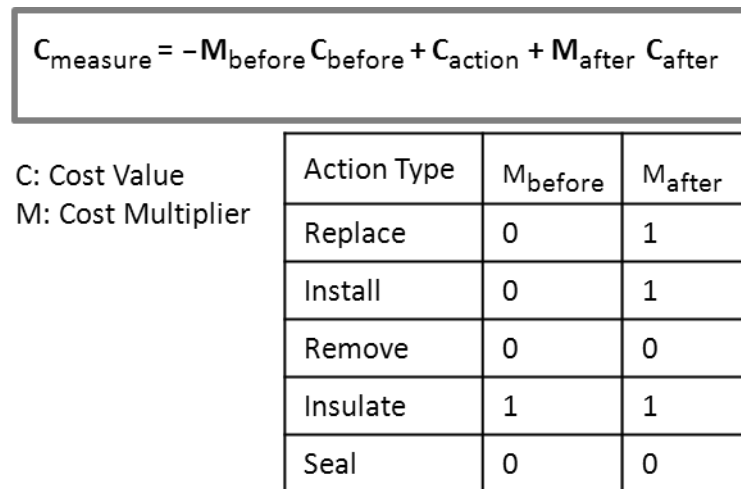 Cmeasure = –Mbefore Cbefore + Caction + Mafter Cafter
C: Cost Value
M: Cost Multiplier
Action Type Mbefore Mafter
Replace 0 1
Install 0 1
Remove 0 0
Insulate 1 1
Seal 0 0